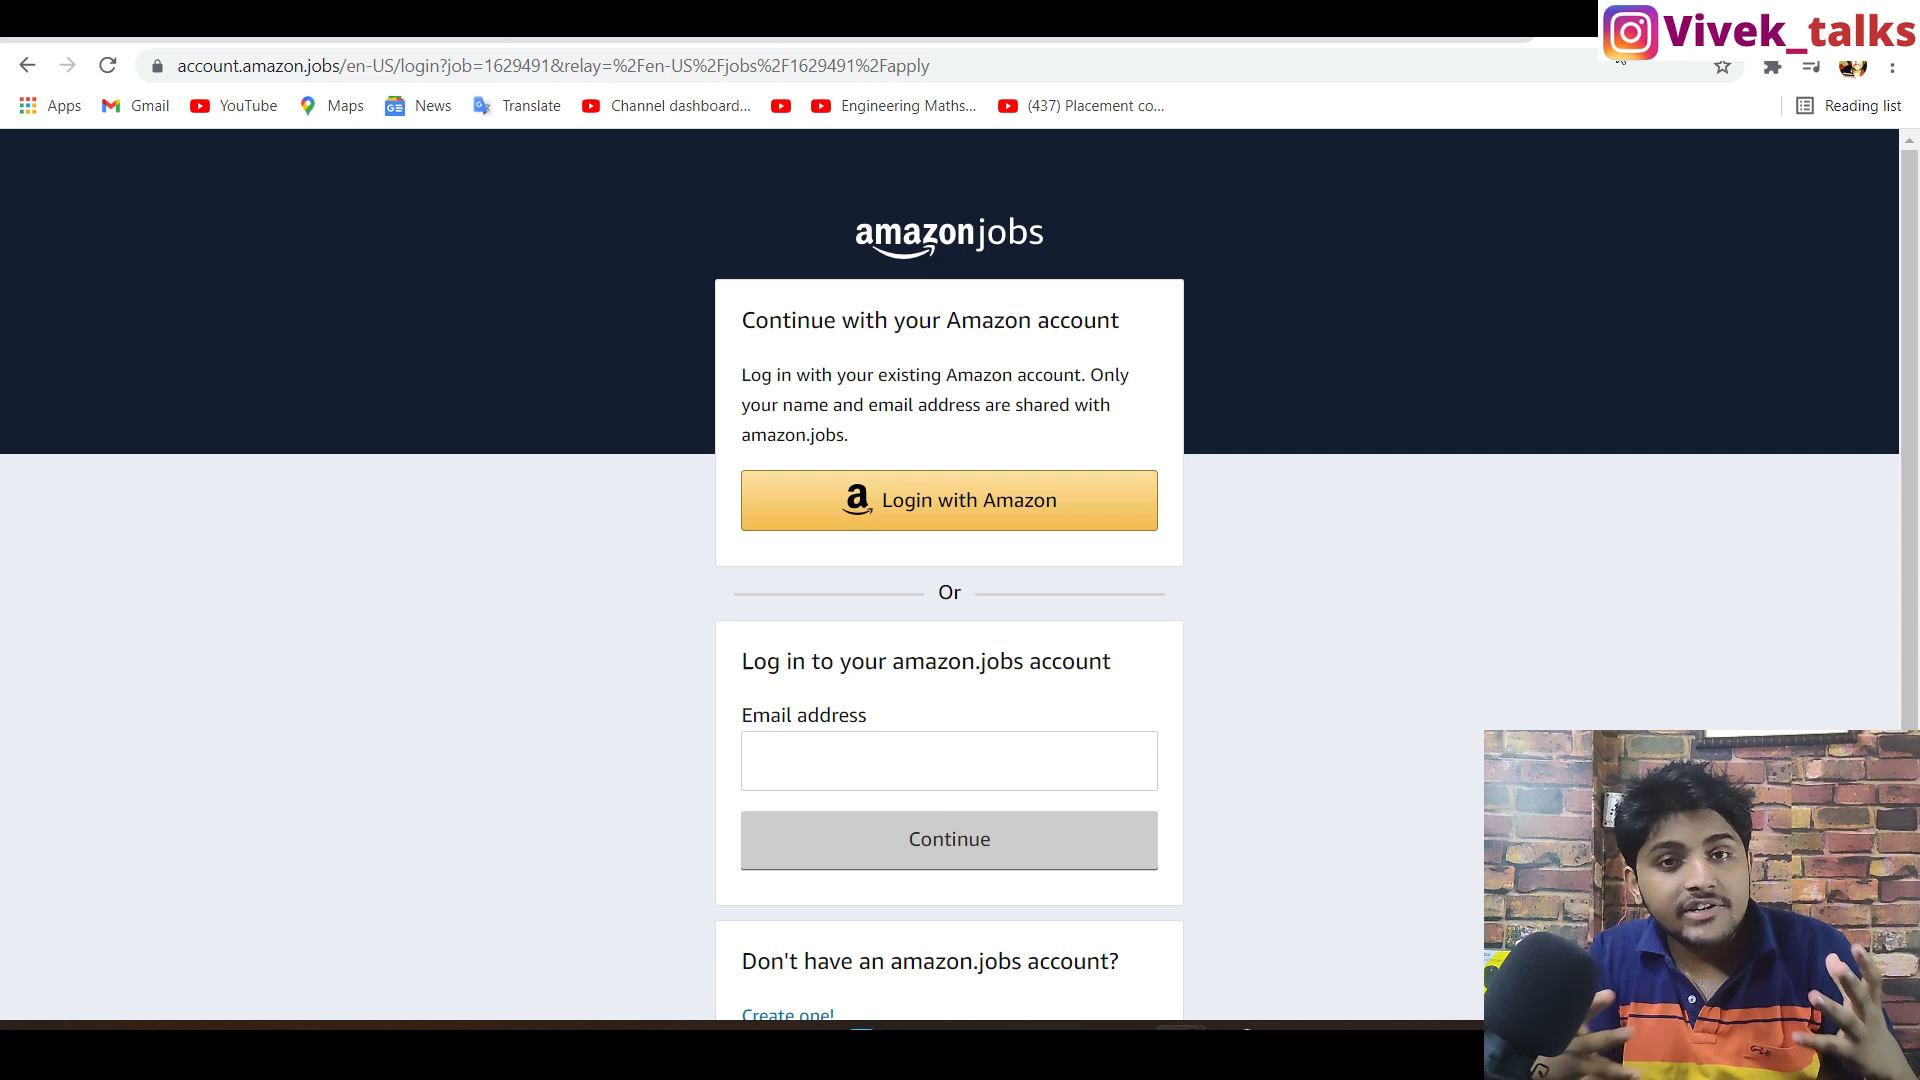 Vivek_talks
account.amazon.jobs/en-US/login?job=1629491&relay=%2Fen-US%2Fjobs%2F1629491%2Fapply
Apps Gmail YouTube Maps News Translate Channel dashboard... Engineering Maths... (437) Placement co... Reading list
amazonjobs
Continue with your Amazon account
Log in with your existing Amazon account. Only
your name and email address are shared with
amazon.jobs.
a Login with Amazon
Or
Log in to your amazon.jobs account
Email address
Continue
Don't have an amazon.jobs account?
Create one!